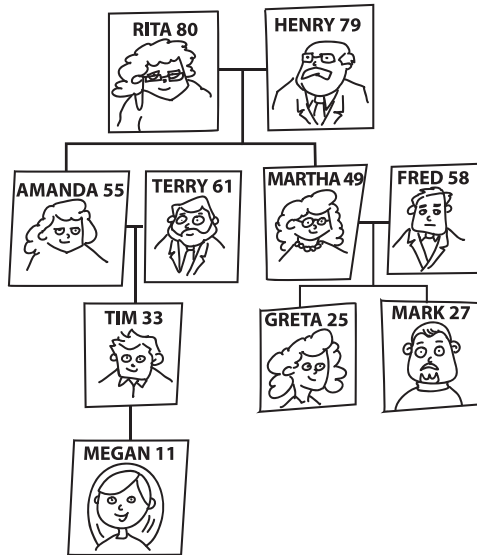 RITA 80
HENRY 79
AMANDA 55
TERRY 61
MARTHA 49
FRED 58
TIM 33
GRETA 25
MARK 27
MEGAN 11